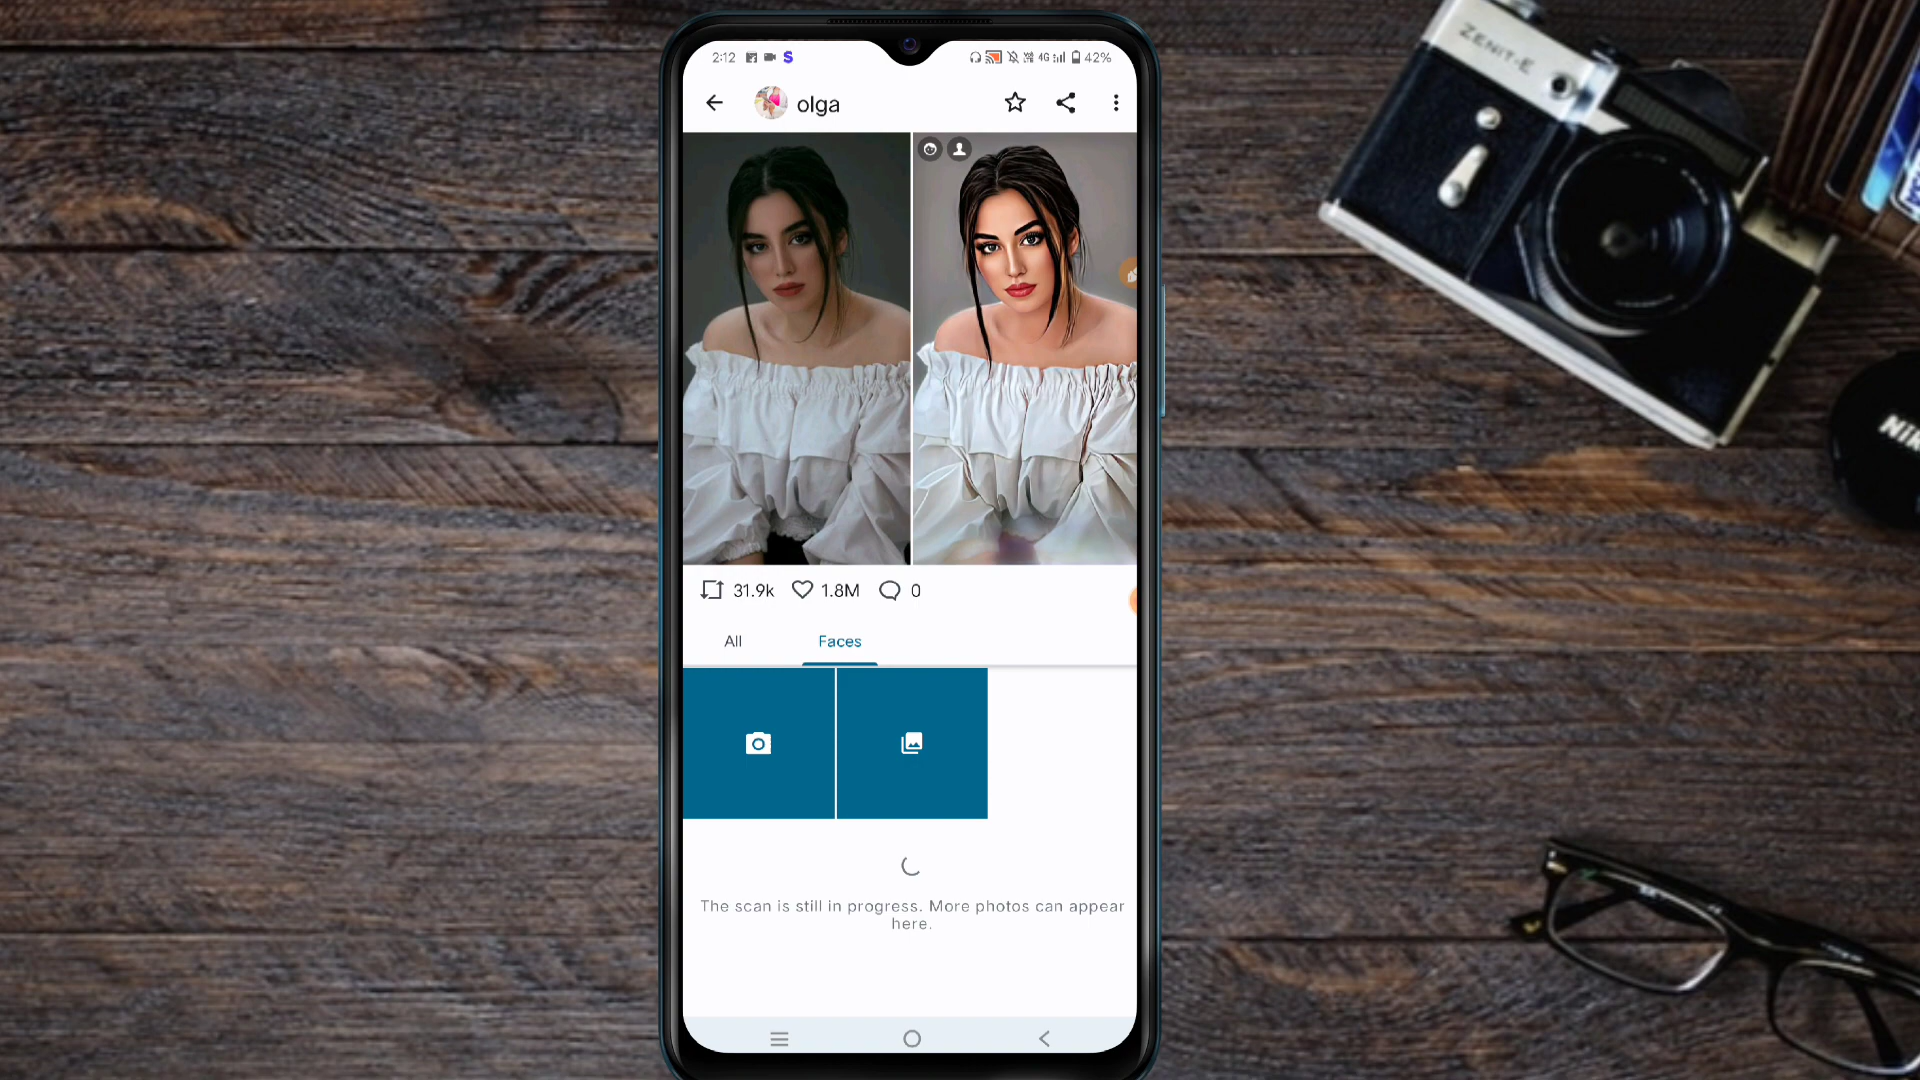 ZENIT-E
2:12 S 4G 42%
olga
Nik
31.9k 1.8M 0
All Faces
The scan is still in progress. More photos can appear
here.